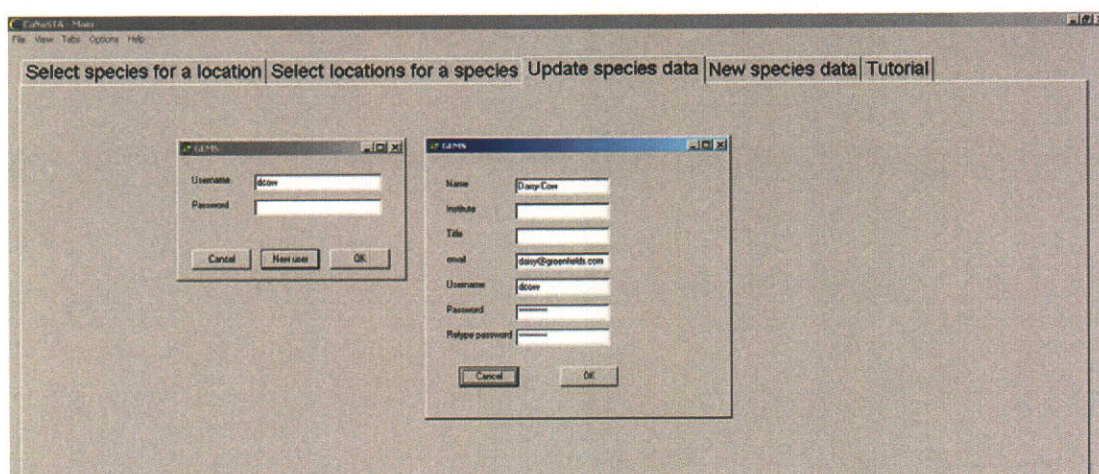 CaNaSTA - Main
File View Tabs Options Help
Select species for a location Select locations for a species Update species data New species data Tutorial
GEMS
Username dcow
Password
Cancel New user OK
GEMS
Name Daisy Cow
Institute
Title
email daisy@greenfields.com
Username dcow
Password ********
Retype password ********
Cancel OK